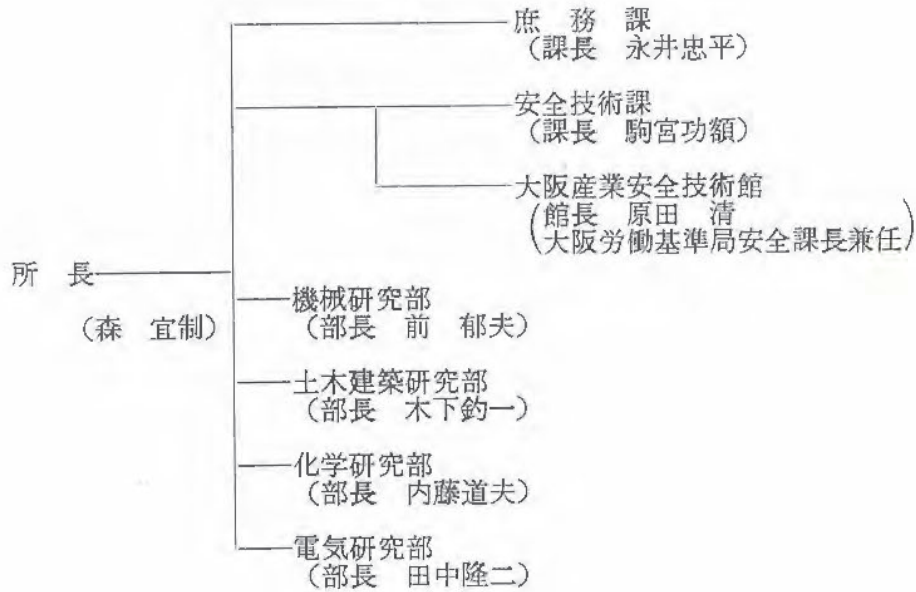 庶務課
(課長 永井忠平)
安全技術課
(課長 駒宮功額)
大阪産業安全技術館
(館長 原田 清
大阪労働基準局安全課長兼任)
所長
(森 宜制)
機械研究部
(部長 前 郁夫)
土木建築研究部
(部長 木下鈞一)
化学研究部
(部長 内藤道夫)
電気研究部
(部長 田中隆二)